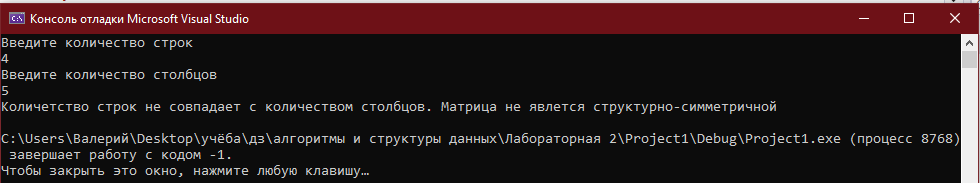 Консоль отладки Microsoft Visual Studio
Введите количество строк
4
Введите количество столбцов
5
Количетство строк не совпадает с количеством столбцов. Матрица не явлется структурно-симметричной
C:\Users\Валерий\Desktop\учёба\дз\алгоритмы и структуры данных\Лабораторная 2\Project1\Debug\Project1.exe (процесс 8768)
завершает работу с кодом -1.
Чтобы закрыть это окно, нажмите любую клавишу…